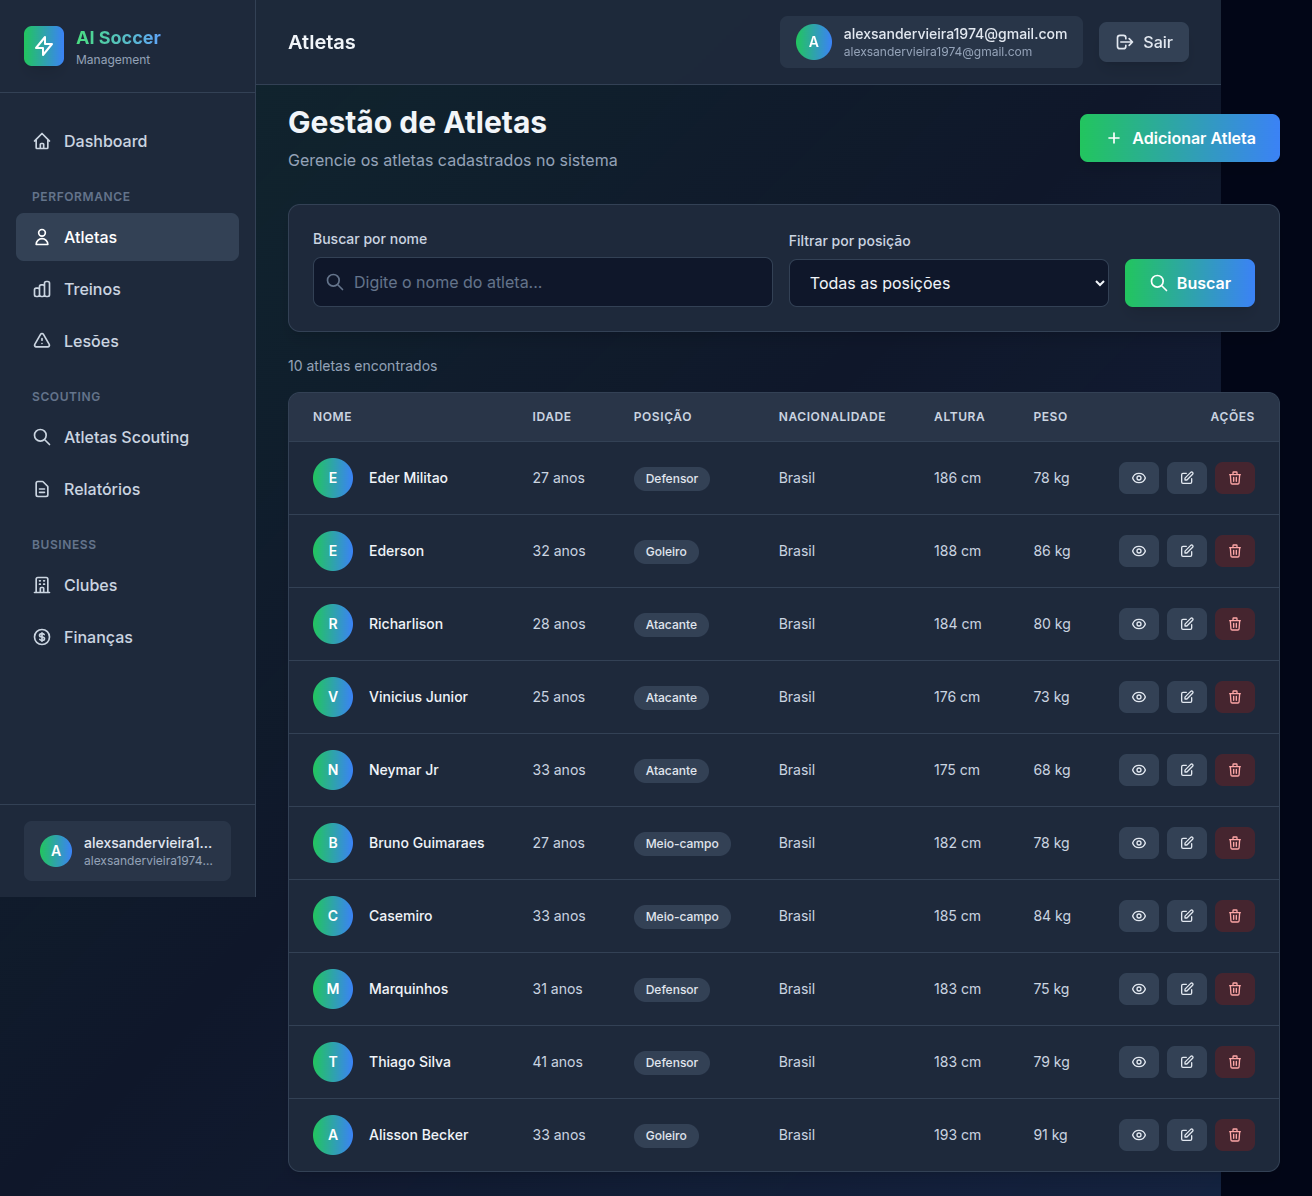 AI Soccer
Management
Dashboard
PERFORMANCE
Atletas
Treinos
Lesões
SCOUTING
Atletas Scouting
Relatórios
BUSINESS
Clubes
Finanças
A
alexsandervieira1...
alexsandervieira1974...
Atletas
A
alexsandervieira1974@gmail.com
alexsandervieira1974@gmail.com
Sair
Gestão de Atletas
Gerencie os atletas cadastrados no sistema
Adicionar Atleta
Buscar por nome
Digite o nome do atleta...
Filtrar por posição
Todas as posições
Buscar
10 atletas encontrados
NOME IDADE POSIÇÃO NACIONALIDADE ALTURA PESO AÇÕES
E Eder Militao 27 anos Defensor Brasil 186 cm 78 kg
E Ederson 32 anos Goleiro Brasil 188 cm 86 kg
R Richarlison 28 anos Atacante Brasil 184 cm 80 kg
V Vinicius Junior 25 anos Atacante Brasil 176 cm 73 kg
N Neymar Jr 33 anos Atacante Brasil 175 cm 68 kg
B Bruno Guimaraes 27 anos Meio-campo Brasil 182 cm 78 kg
C Casemiro 33 anos Meio-campo Brasil 185 cm 84 kg
M Marquinhos 31 anos Defensor Brasil 183 cm 75 kg
T Thiago Silva 41 anos Defensor Brasil 183 cm 79 kg
A Alisson Becker 33 anos Goleiro Brasil 193 cm 91 kg